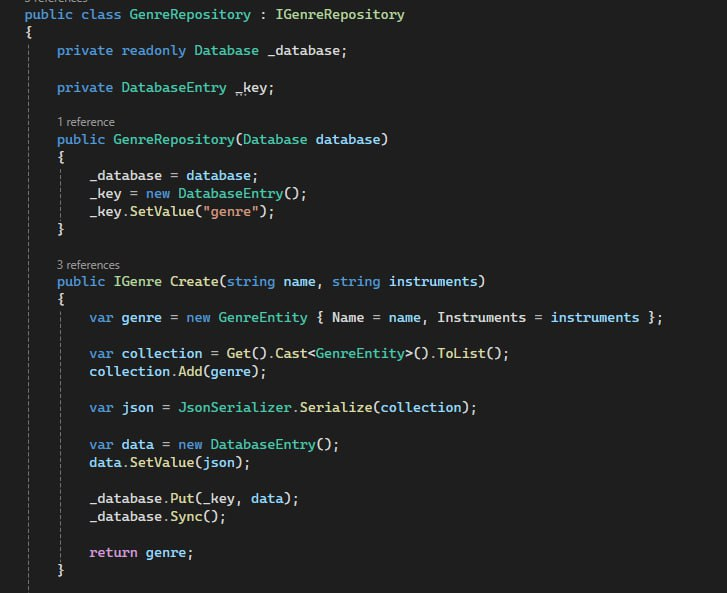 public class GenreRepository : IGenreRepository
{
private readonly Database _database;
private DatabaseEntry _key;
1 reference
public GenreRepository(Database database)
{
_database = database;
_key = new DatabaseEntry();
_key.SetValue("genre");
}
3 references
public IGenre Create(string name, string instruments)
{
var genre = new GenreEntity { Name = name, Instruments = instruments };
var collection = Get().Cast<GenreEntity>().ToList();
collection.Add(genre);
var json = JsonSerializer.Serialize(collection);
var data = new DatabaseEntry();
data.SetValue(json);
_database.Put(_key, data);
_database.Sync();
return genre;
}